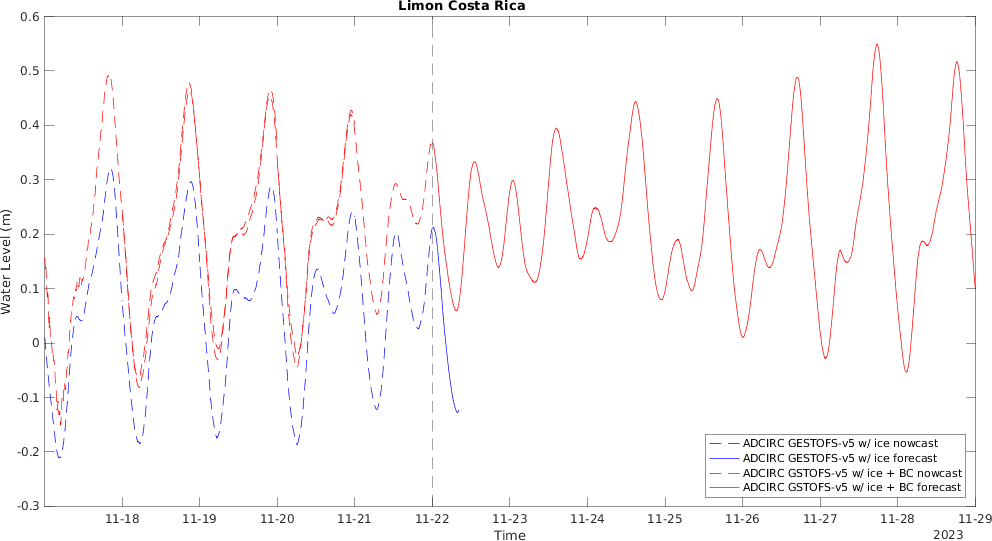 Limon Costa Rica
Water Level (m)
0.6
0.5
0.4
0.3
0.2
0.1
0
-0.1
-0.2
-0.3
ADCIRC GESTOFS-v5 w/ ice nowcast
ADCIRC GESTOFS-v5 w/ ice forecast
ADCIRC GSTOFS-v5 w/ ice + BC nowcast
ADCIRC GSTOFS-v5 w/ ice + BC forecast
11-18 11-19 11-20 11-21 11-22 11-23 11-24 11-25 11-26 11-27 11-28 11-29
Time
2023